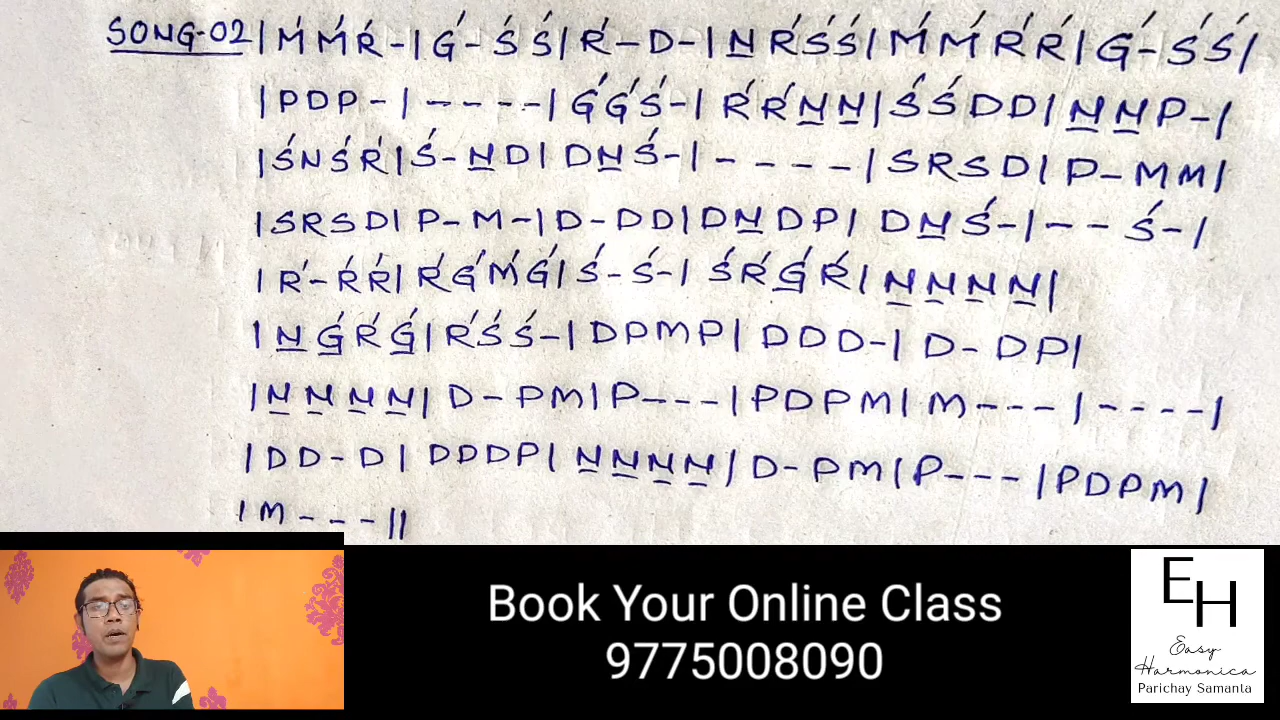 SONG-02 | Ḿ Ḿ Ŕ - | Ǵ - Ś Ś | Ŕ - D - | N̲ Ŕ Ś Ś | Ḿ Ḿ Ŕ Ŕ | Ǵ - Ś Ś |
| P D P - | - - - - | Ǵ Ǵ Ś - | Ŕ Ŕ N̲ N̲ | Ś Ś D D | N̲ N̲ P - |
| Ś N Ś Ŕ | Ś - N̲ D | D N̲ Ś - | - - - - | S R S D | P - M M |
| S R S D | P - M - | D - D D | D N̲ D P | D N̲ Ś - | - - Ś - |
| Ŕ - Ŕ Ŕ | Ŕ Ǵ Ḿ Ǵ | Ś - Ś - | Ś Ŕ Ǵ̲ Ŕ | N̲ N̲ N̲ N̲ |
| N̲ Ǵ̲ Ŕ Ǵ̲ | Ŕ Ś Ś - | D P M P | D D D - | D - D P |
| N̲ N̲ N̲ N̲ | D - P M | P - - - | P D P M | M - - - | - - - - |
| D D - D | D D D P | N̲ N̲ N̲ N̲ | D - P M | P - - - | P D P M |
| M - - - ||
Book Your Online Class
9775008090
EH
Easy
Harmonica
Parichay Samanta